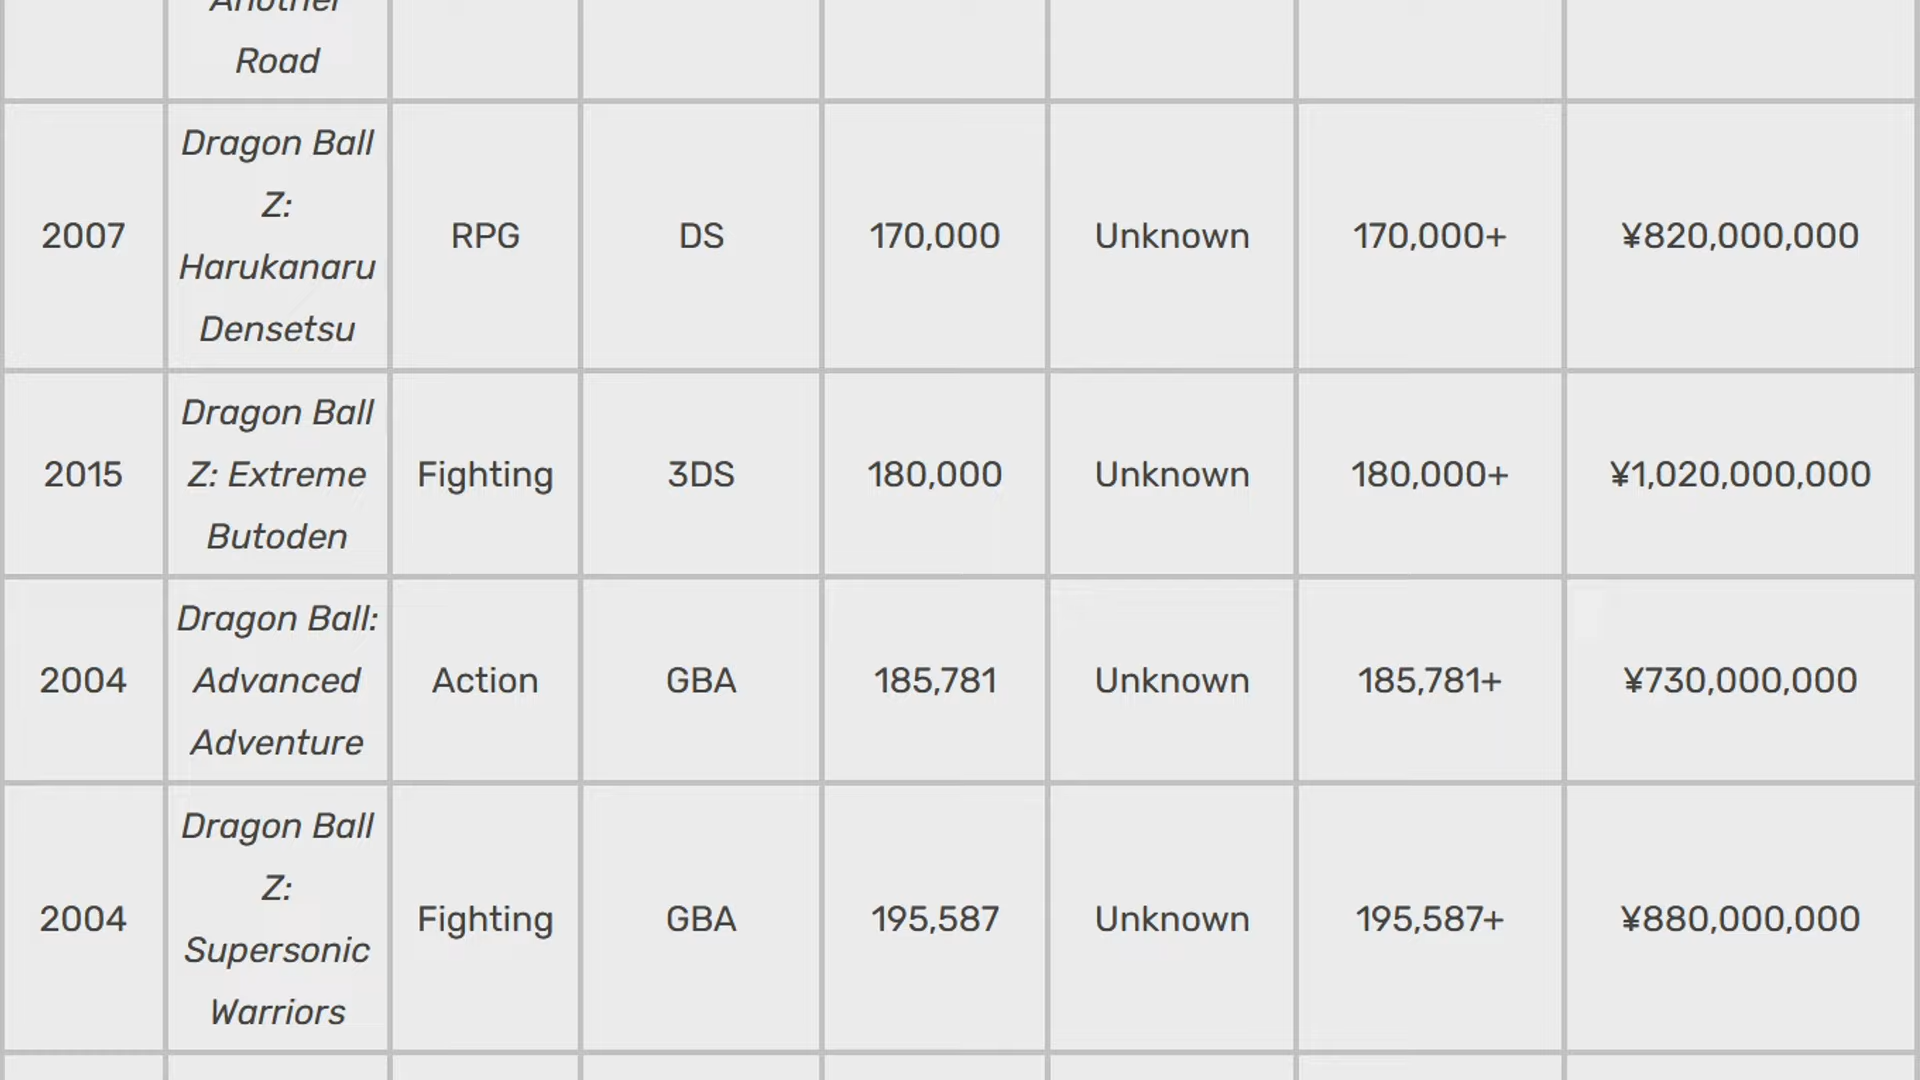 Another
Road
Dragon Ball
Z:
Harukanaru
Densetsu
2007
RPG
DS
170,000
Unknown
170,000+
¥820,000,000
Dragon Ball
Z: Extreme
Butoden
2015
Fighting
3DS
180,000
Unknown
180,000+
¥1,020,000,000
Dragon Ball:
Advanced
Adventure
2004
Action
GBA
185,781
Unknown
185,781+
¥730,000,000
Dragon Ball
Z:
Supersonic
Warriors
2004
Fighting
GBA
195,587
Unknown
195,587+
¥880,000,000